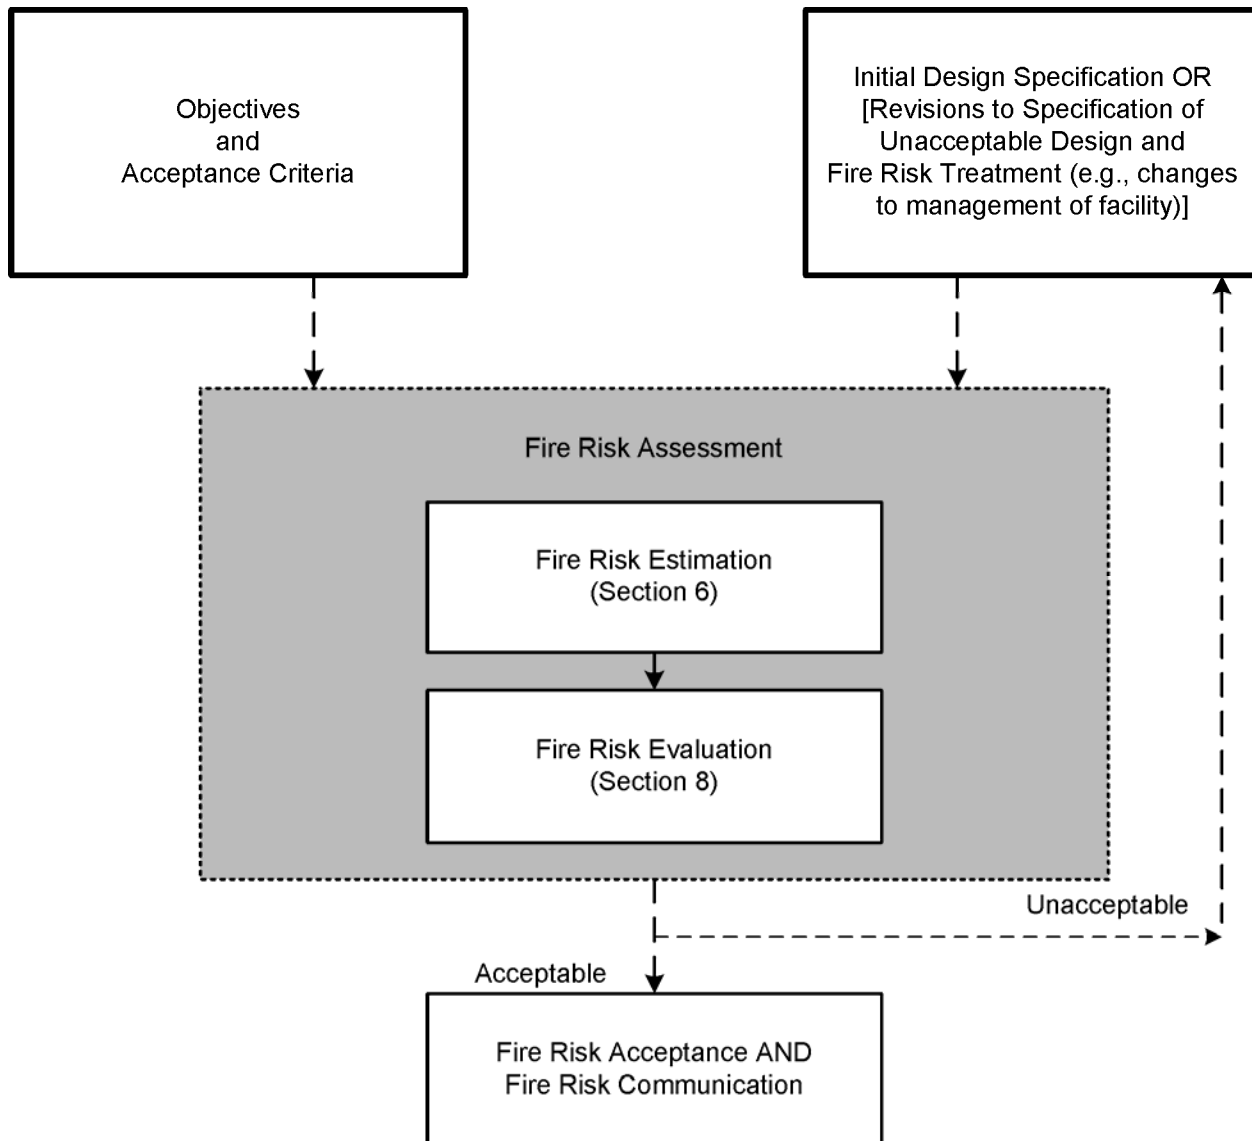 Objectives
and
Acceptance Criteria
Initial Design Specification OR
[Revisions to Specification of
Unacceptable Design and
Fire Risk Treatment (e.g., changes
to management of facility)]
Fire Risk Assessment
Fire Risk Estimation
(Section 6)
Fire Risk Evaluation
(Section 8)
Unacceptable
Acceptable
Fire Risk Acceptance AND
Fire Risk Communication